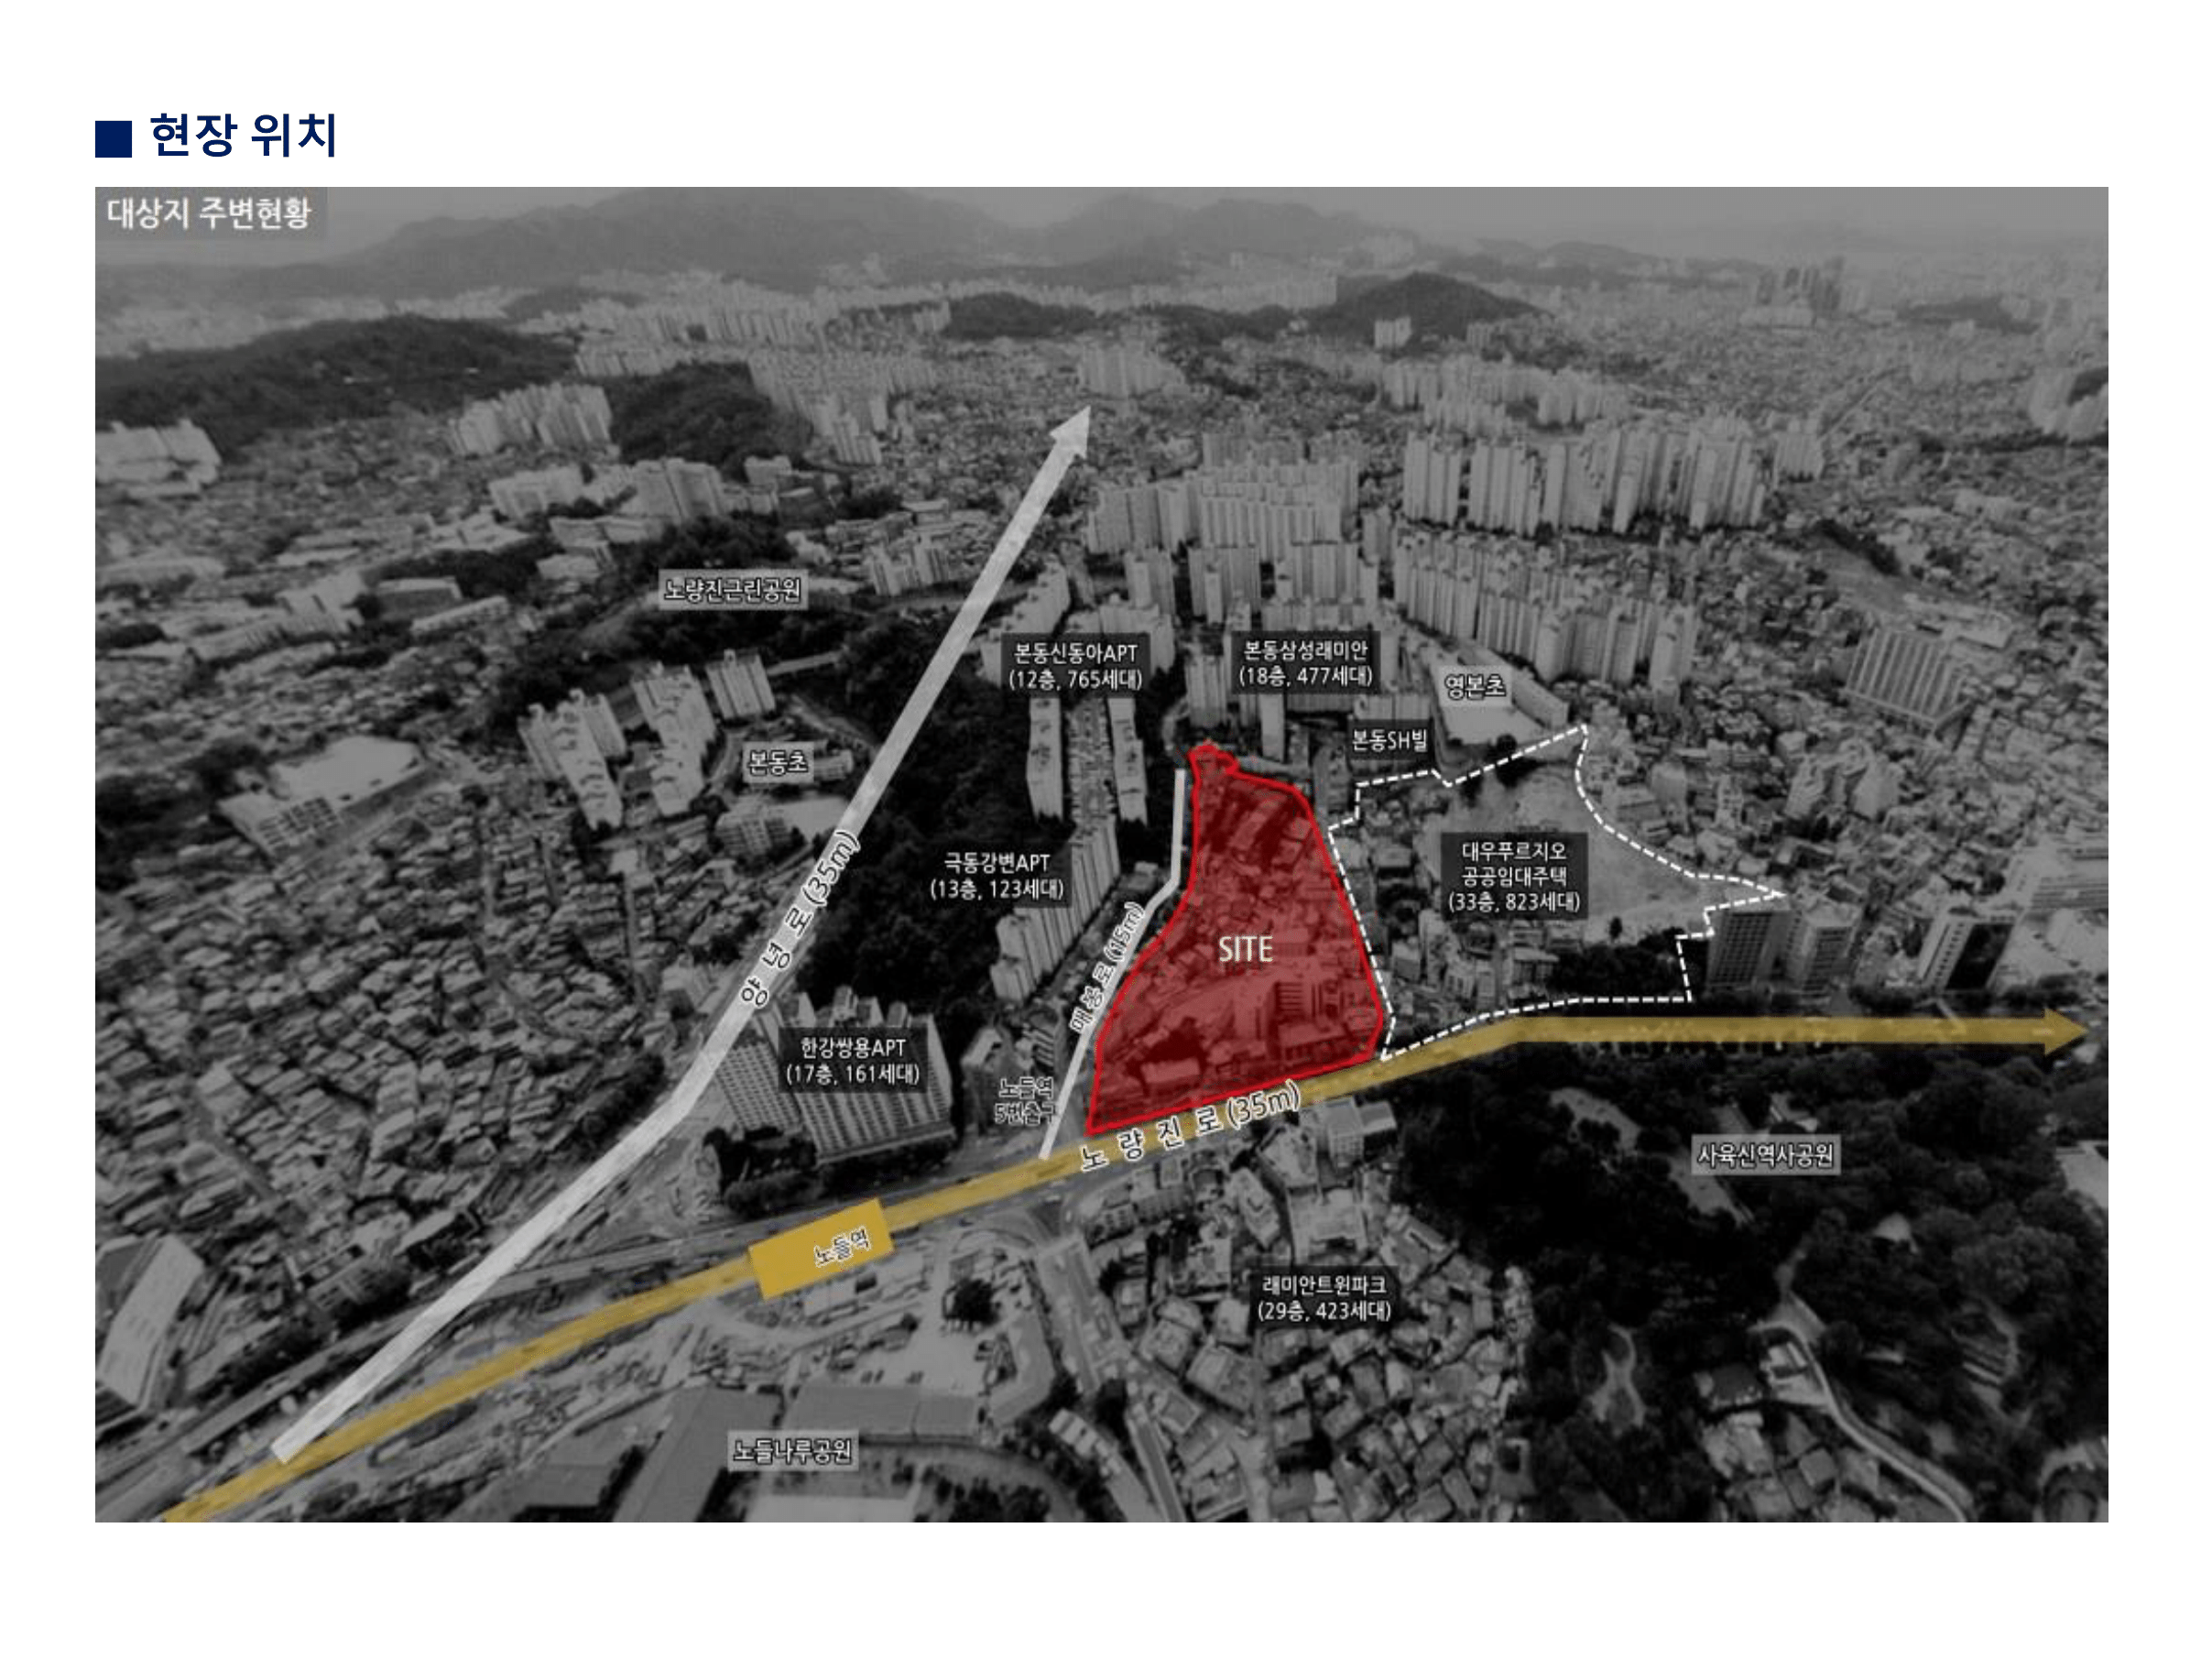 ■ 현장 위치
대상지 주변현황
노량진근린공원
본동신동아APT
(12층, 765세대)
본동삼성래미안
(18층, 477세대)
영본초
본동SH빌
본동초
극동강변APT
(13층, 123세대)
대우푸르지오
공공임대주택
(33층, 823세대)
양녕로(35m)
매봉로(15m)
SITE
한강쌍용APT
(17층, 161세대)
노들역
5번출구
노량진로(35m)
사육신역사공원
노들역
래미안트윈파크
(29층, 423세대)
노들나루공원